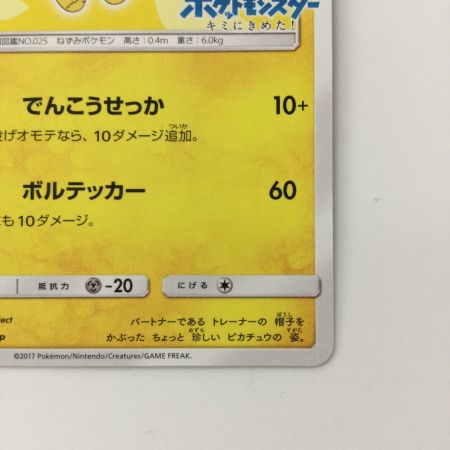 ポケットモンスター
キミにきめた!
図鑑NO.025 ねずみポケモン 高さ:0.4m 重さ:6.0kg
でんこうせっか 10+
げオモテなら、10ダメージ追加。
ボルテッカー 60
も10ダメージ。
抵抗力 -20 にげる
パートナーである トレーナーの 帽子を
かぶった ちょっと 珍しい ピカチュウの 姿。
©2017 Pokémon/Nintendo/Creatures/GAME FREAK.